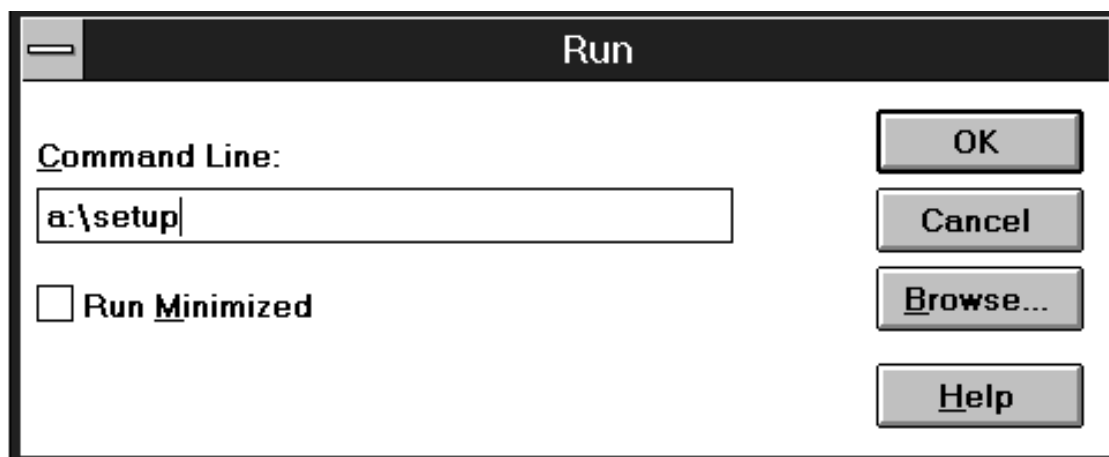 Run
Command Line:
a:\setup
Run Minimized
OK
Cancel
Browse...
Help